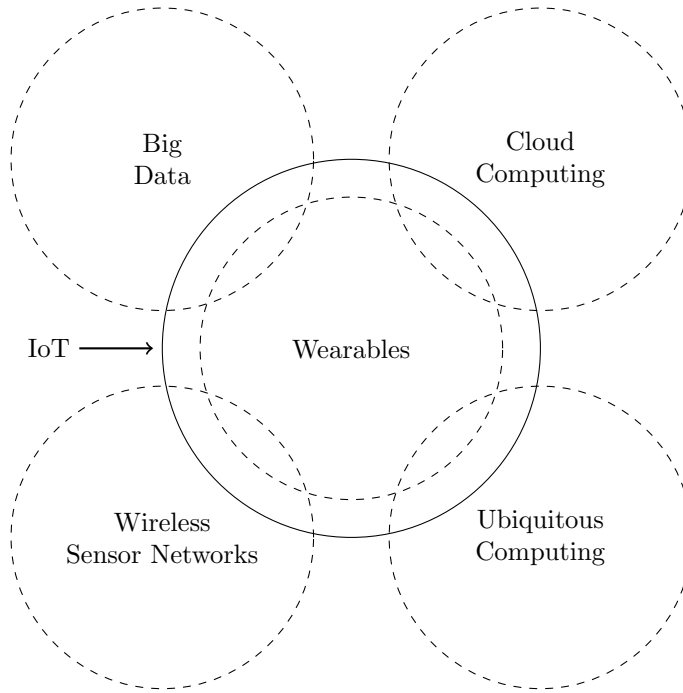 Big
Data
Cloud
Computing
IoT
Wearables
Wireless
Sensor Networks
Ubiquitous
Computing